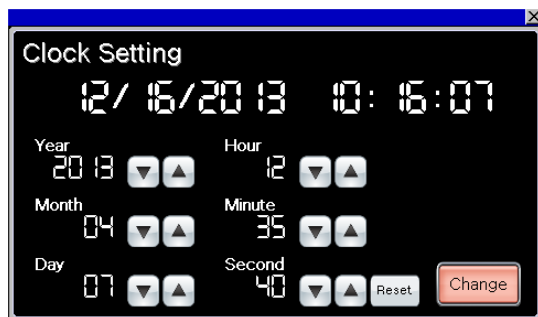 Clock Setting
12/16/2013 10:16:07
Year Hour
2013 12
Month Minute
04 35
Day Second
07 40 Reset Change